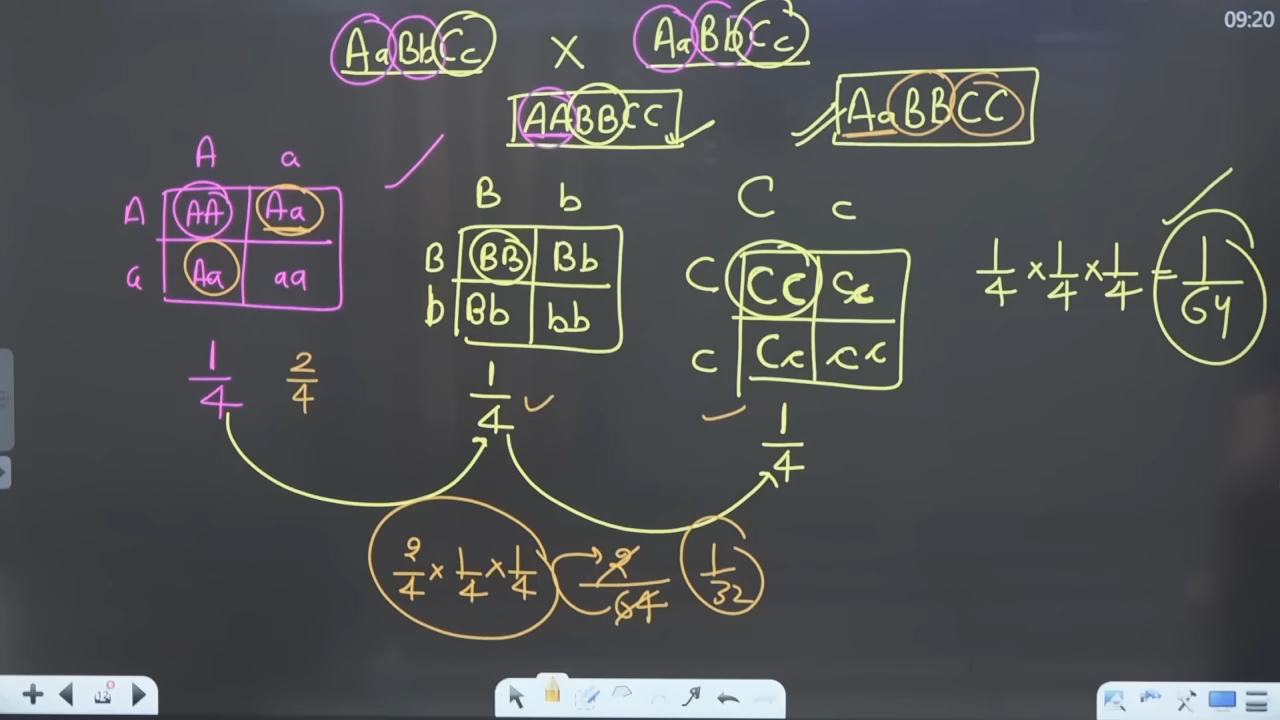 09:20
AaBbCc × AaBbCc
AABBCC
AaBBCC
A a
A AA Aa
a Aa aa
1/4 2/4
B b
B BB Bb
b Bb bb
1/4
C c
C CC Cc
c Cc cc
1/4
1/4 × 1/4 × 1/4 = 1/64
2/4 × 1/4 × 1/4
2/64
1/32